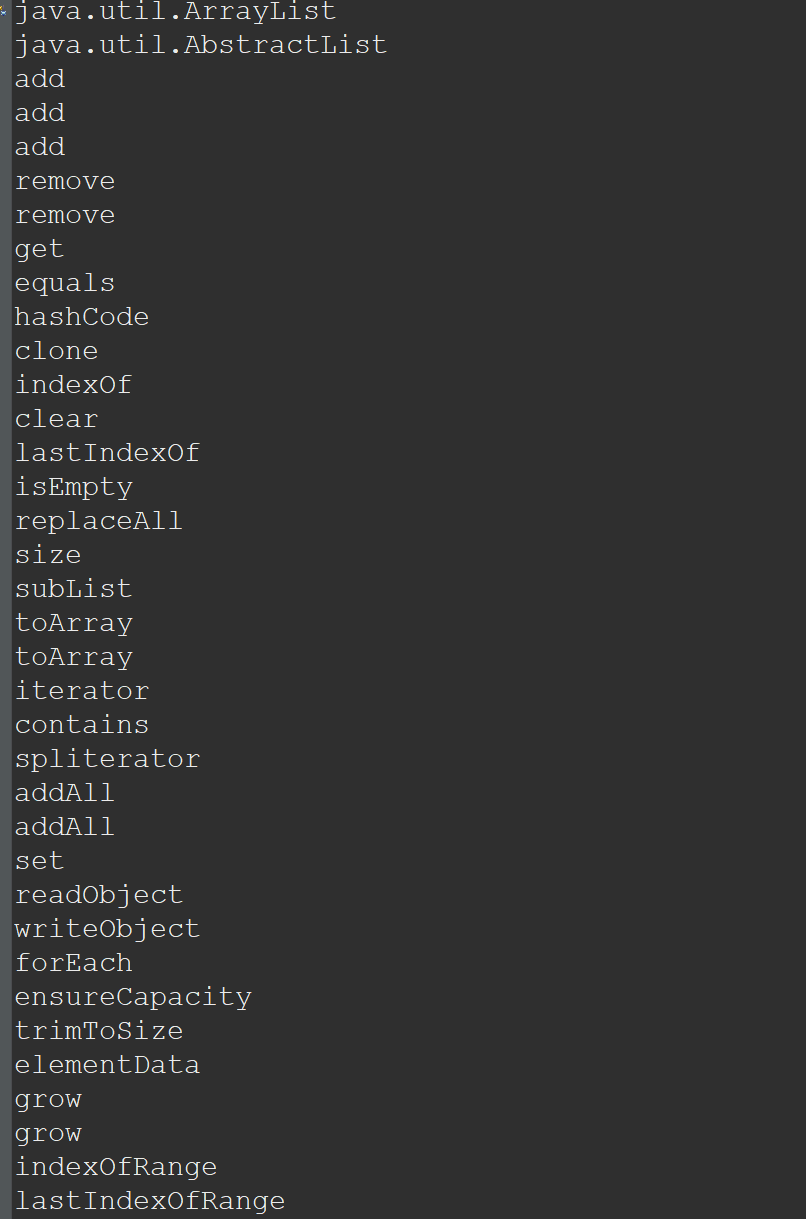 java.util.ArrayList
java.util.AbstractList
add
add
add
remove
remove
get
equals
hashCode
clone
indexOf
clear
lastIndexOf
isEmpty
replaceAll
size
subList
toArray
toArray
iterator
contains
spliterator
addAll
addAll
set
readObject
writeObject
forEach
ensureCapacity
trimToSize
elementData
grow
grow
indexOfRange
lastIndexOfRange